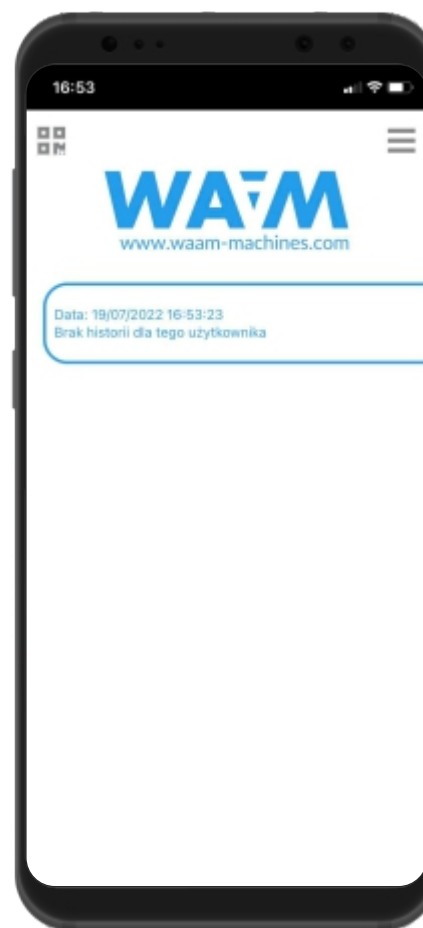 16:53
WAAM
www.waam-machines.com
Data: 19/07/2022 16:53:23
Brak historii dla tego użytkownika